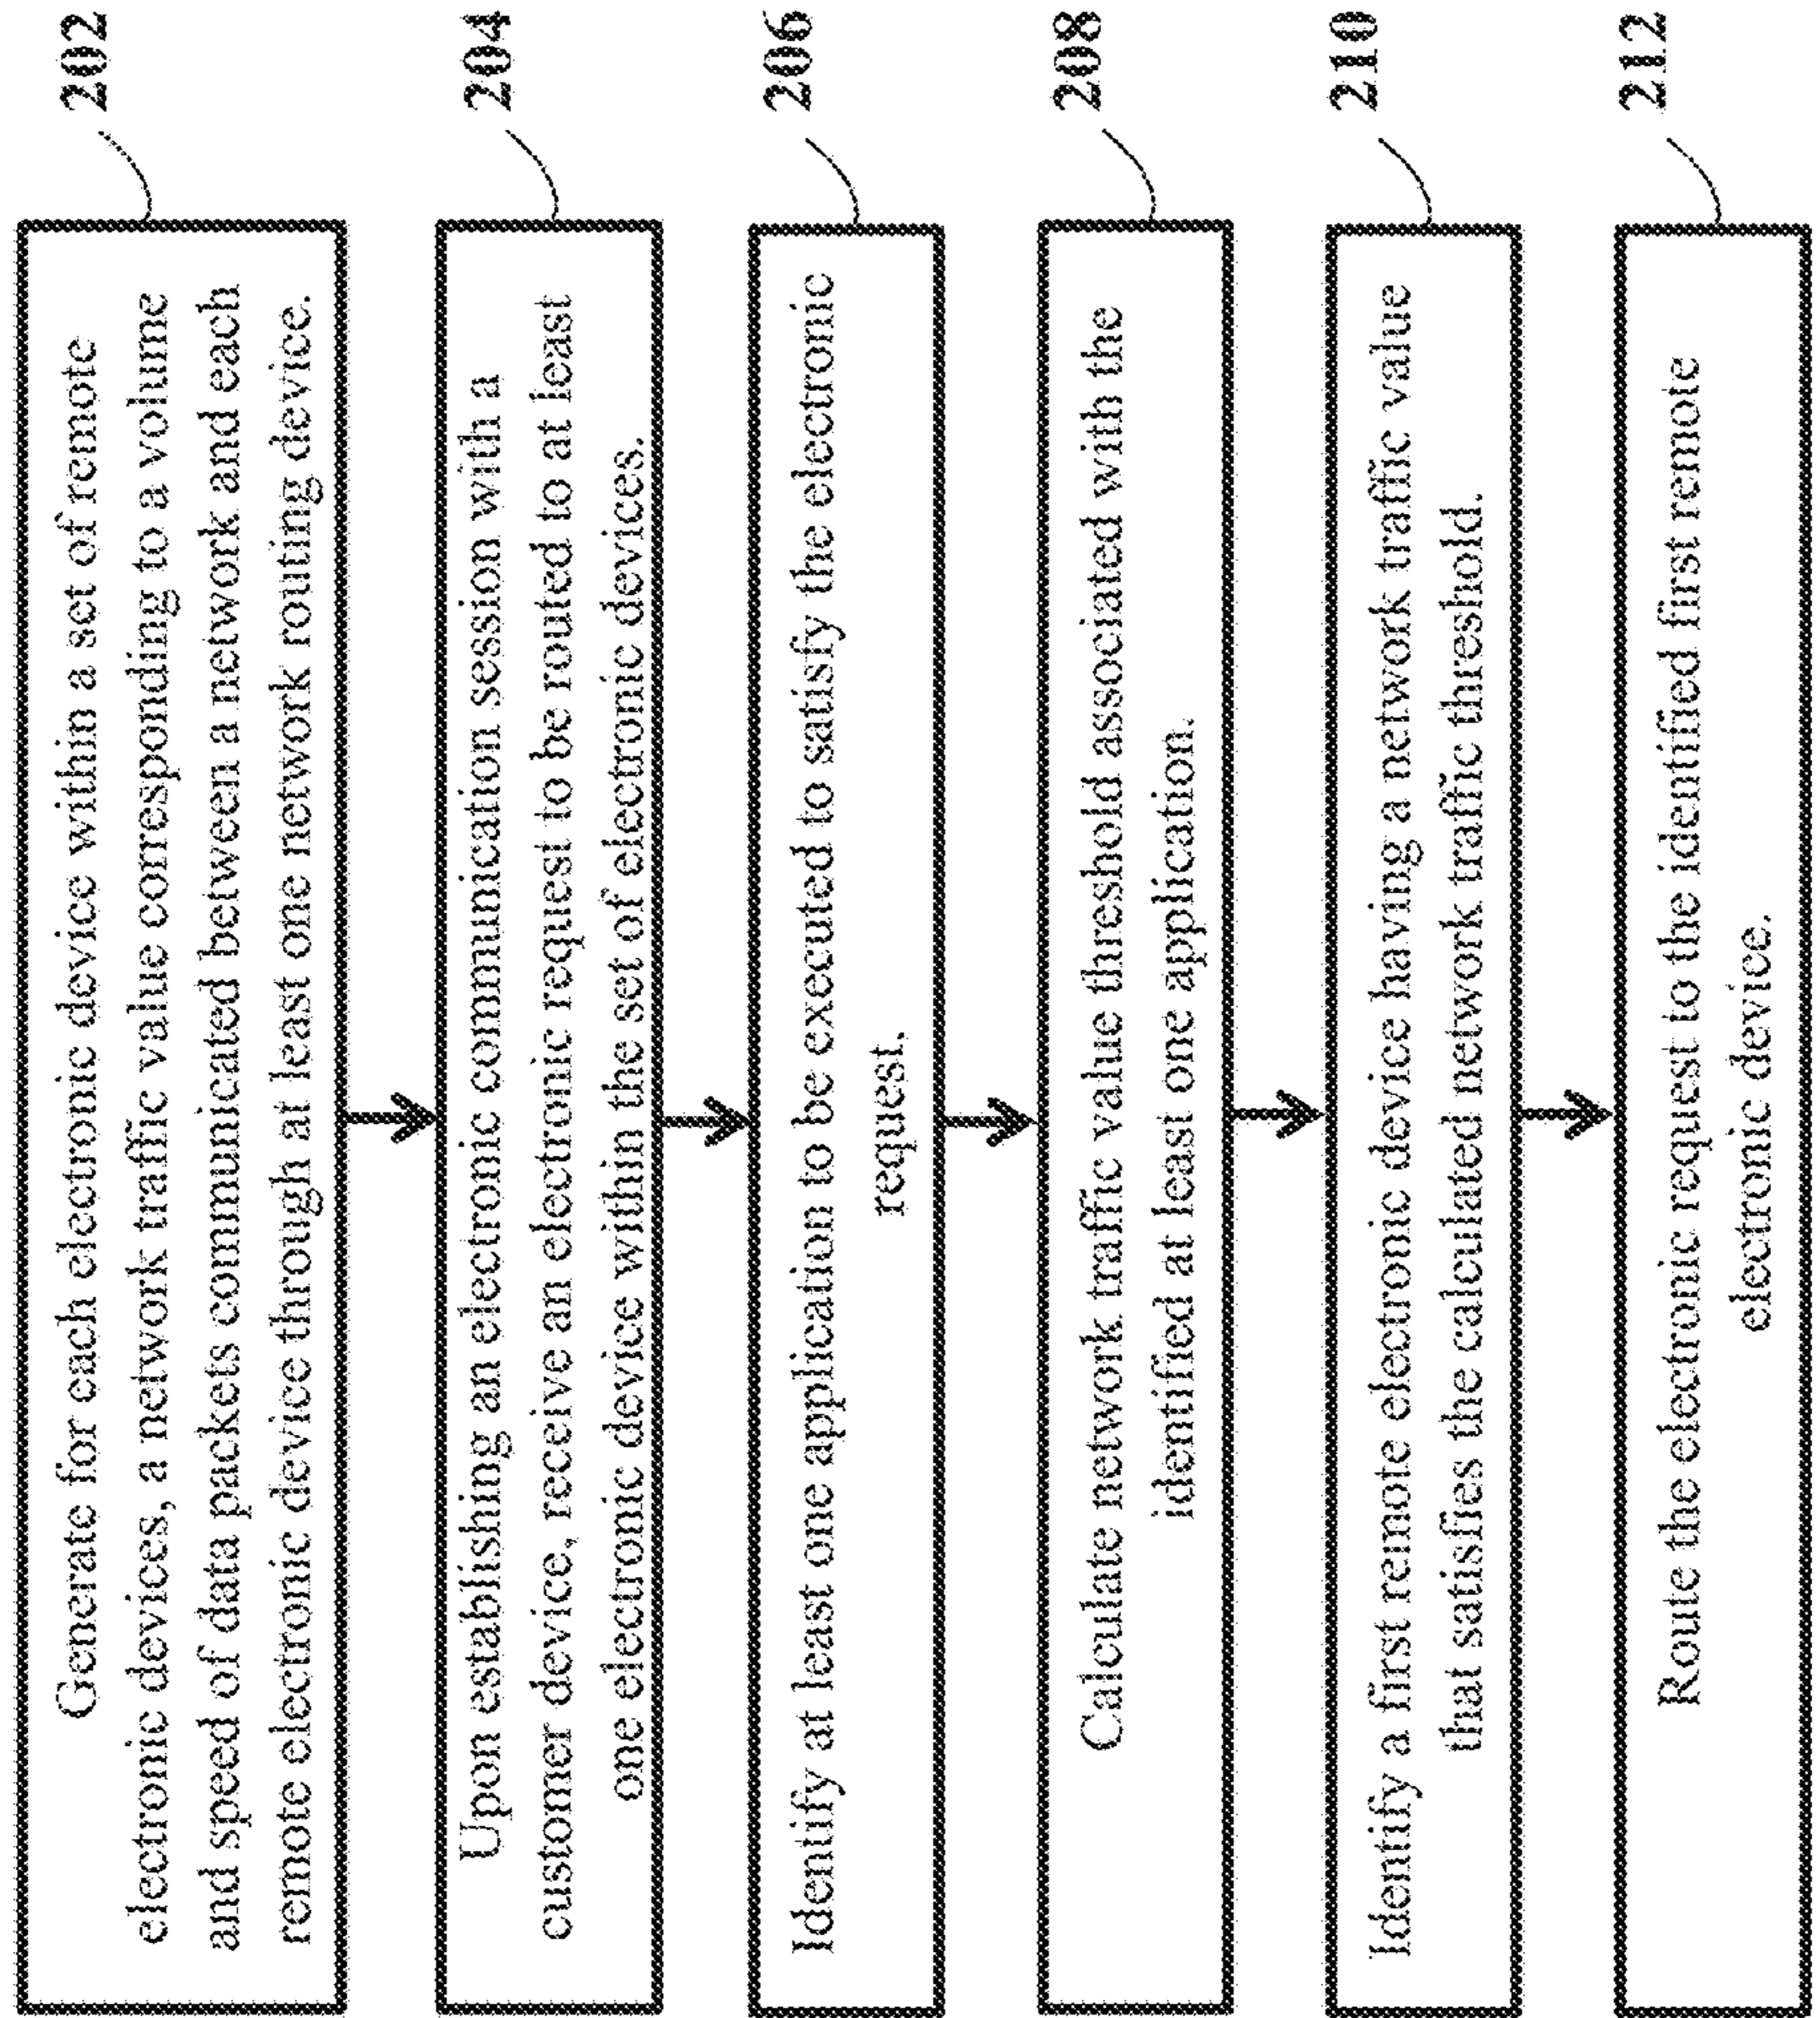 Generate for each electronic device within a set of remote
electronic devices, a network traffic value corresponding to a volume
and speed of data packets communicated between a network and each
remote electronic device through at least one network routing device.
202
Upon establishing an electronic communication session with a
customer device, receive an electronic request to be routed to at least
one electronic device within the set of electronic devices.
204
Identify at least one application to be executed to satisfy the electronic
request.
206
Calculate network traffic value threshold associated with the
identified at least one application.
208
Identify a first remote electronic device having a network traffic value
that satisfies the calculated network traffic threshold.
210
Route the electronic request to the identified first remote
electronic device.
212